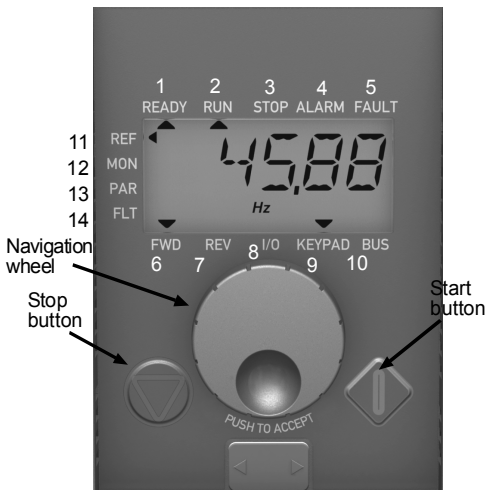 1 2 3 4 5
READY RUN STOP ALARM FAULT
11 REF
12 MON
13 PAR
14 FLT
45.88
Hz
FWD REV I/O KEYPAD BUS
6 7 8 9 10
Navigation
wheel
Stop
button
Start
button
PUSH TO ACCEPT